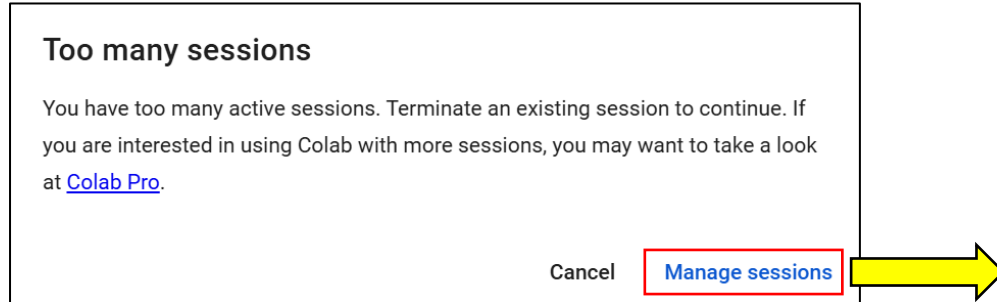 Too many sessions
You have too many active sessions. Terminate an existing session to continue. If
you are interested in using Colab with more sessions, you may want to take a look
at Colab Pro.
Cancel Manage sessions